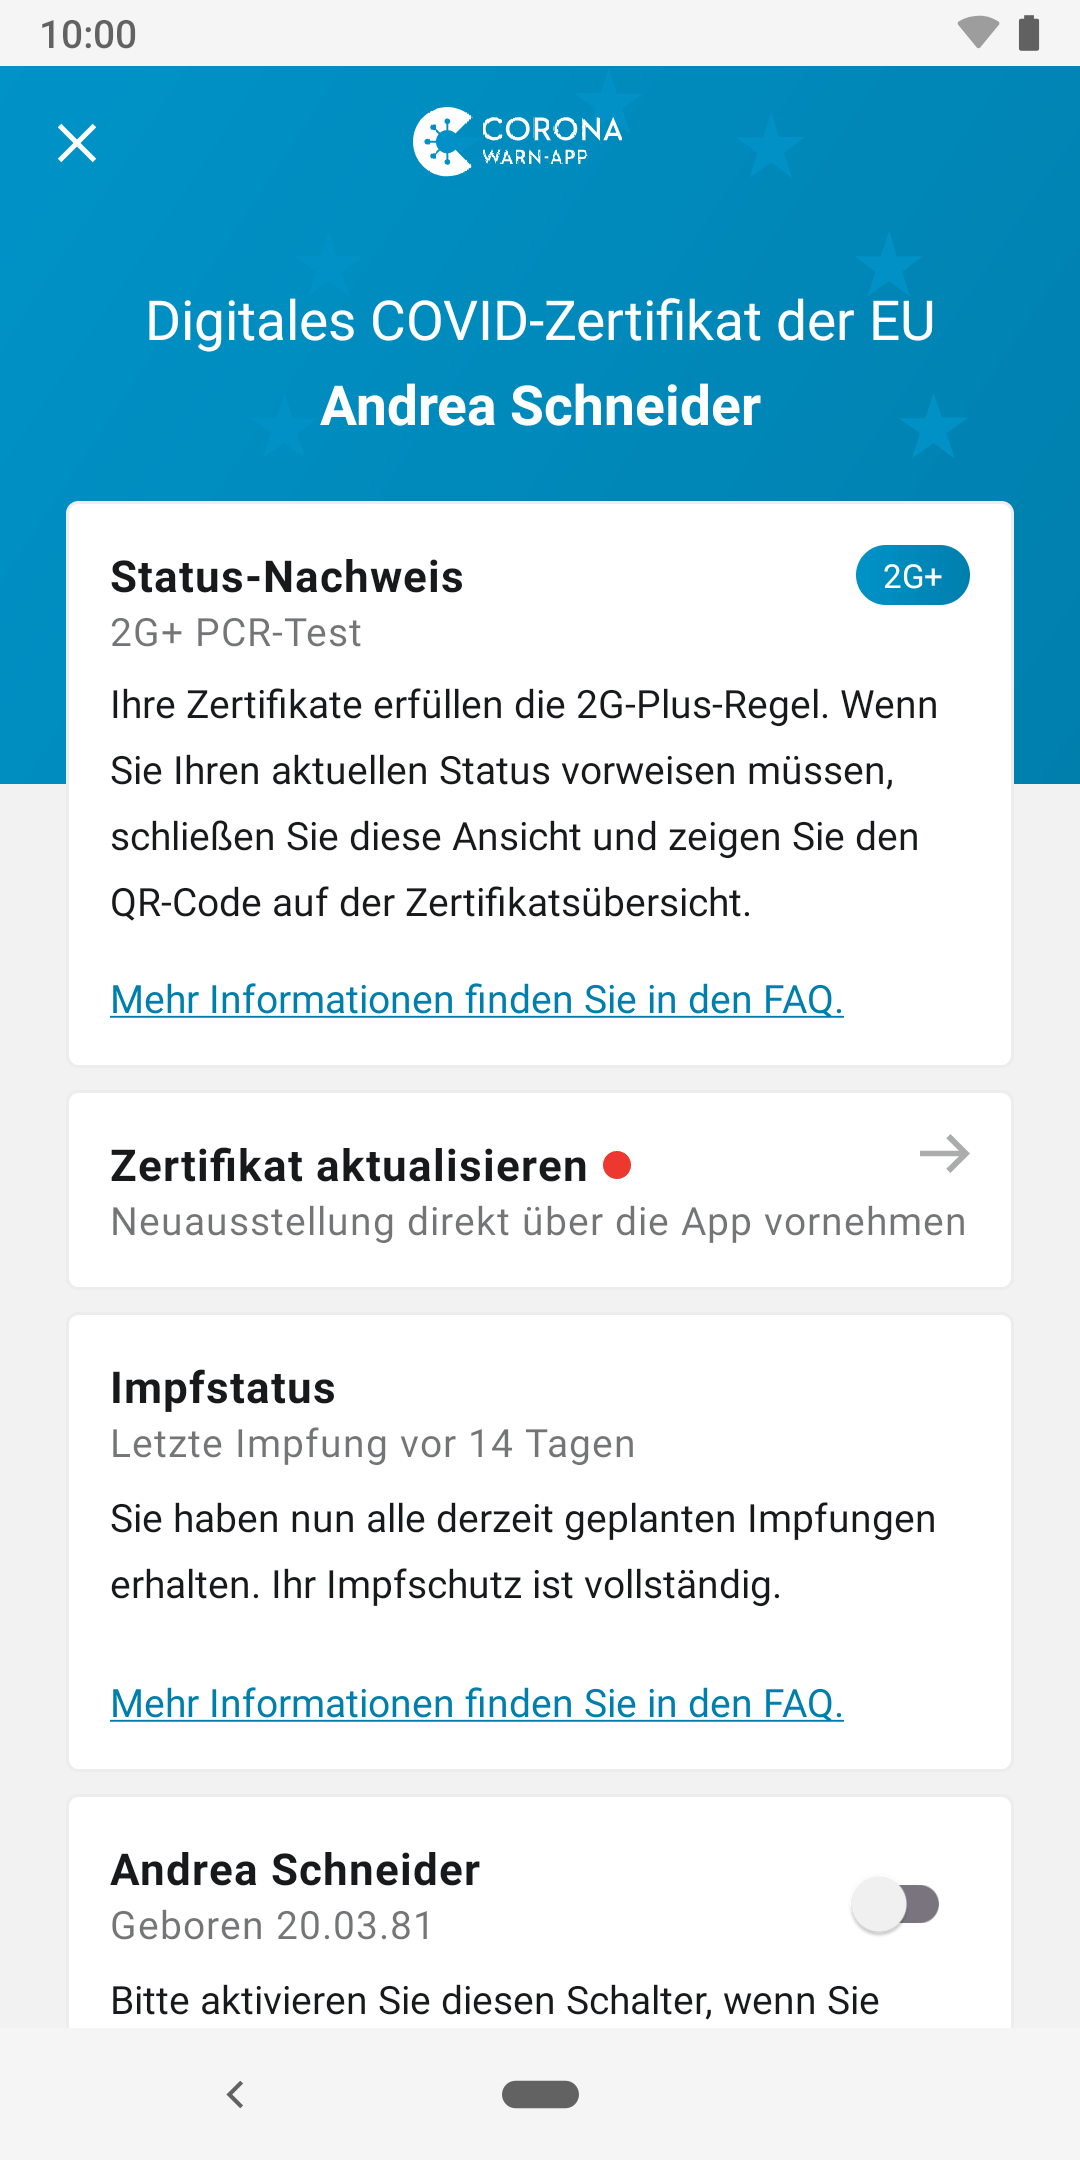 10:00
CORONA
WARN-APP
Digitales COVID-Zertifikat der EU
Andrea Schneider
Status-Nachweis
2G+
2G+ PCR-Test
Ihre Zertifikate erfüllen die 2G-Plus-Regel. Wenn
Sie Ihren aktuellen Status vorweisen müssen,
schließen Sie diese Ansicht und zeigen Sie den
QR-Code auf der Zertifikatsübersicht.
Mehr Informationen finden Sie in den FAQ.
Zertifikat aktualisieren
Neuausstellung direkt über die App vornehmen
Impfstatus
Letzte Impfung vor 14 Tagen
Sie haben nun alle derzeit geplanten Impfungen
erhalten. Ihr Impfschutz ist vollständig.
Mehr Informationen finden Sie in den FAQ.
Andrea Schneider
Geboren 20.03.81
Bitte aktivieren Sie diesen Schalter, wenn Sie